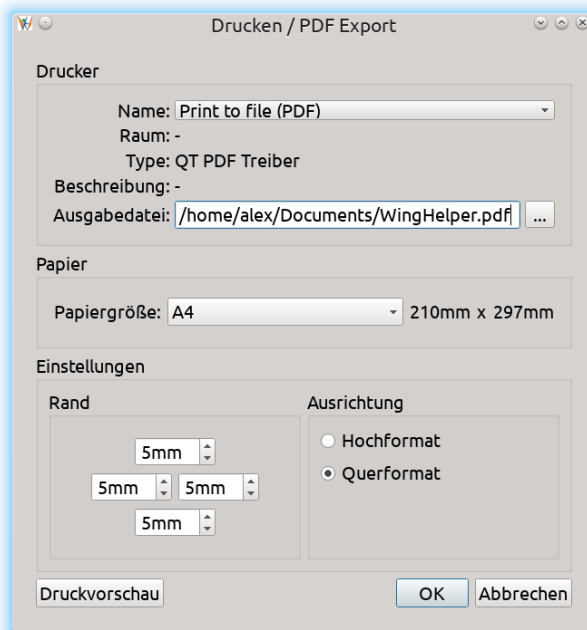 Drucken / PDF Export
Drucker
Name: Print to file (PDF)
Raum: -
Type: QT PDF Treiber
Beschreibung: -
Ausgabedatei: /home/alex/Documents/WingHelper.pdf ...
Papier
Papiergröße: A4 210mm x 297mm
Einstellungen
Rand
5mm
5mm 5mm
5mm
Ausrichtung
Hochformat
Querformat
Druckvorschau OK Abbrechen